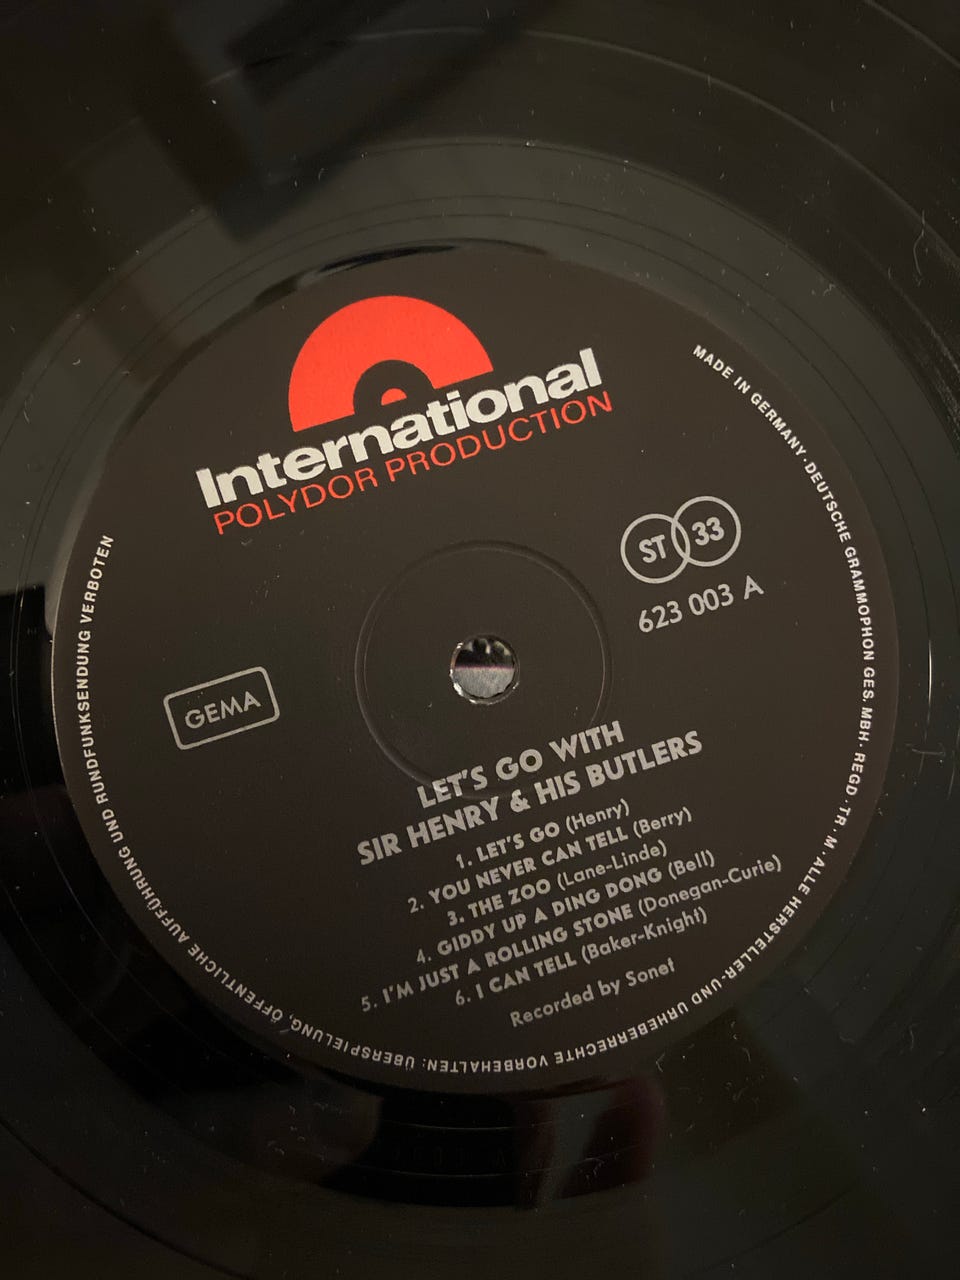 International
POLYDOR PRODUCTION
ST 33
623 003 A
GEMA
LET'S GO WITH
SIR HENRY & HIS BUTLERS
1. LET'S GO (Henry)
2. YOU NEVER CAN TELL (Berry)
3. THE ZOO (Lane-Linde)
4. GIDDY UP A DING DONG (Bell)
5. I'M JUST A ROLLING STONE (Donegan-Curie)
6. I CAN TELL (Baker-Knight)
Recorded by Sonet
MADE IN GERMANY · DEUTSCHE GRAMMOPHON GES. MBH. REGD. TR. M. ALLE HERSTELLER- UND URHEBERRECHTE VORBEHALTEN: ÜBERSPIELUNG, ÖFFENTLICHE AUFFÜHRUNG UND RUNDFUNKSENDUNG VERBOTEN